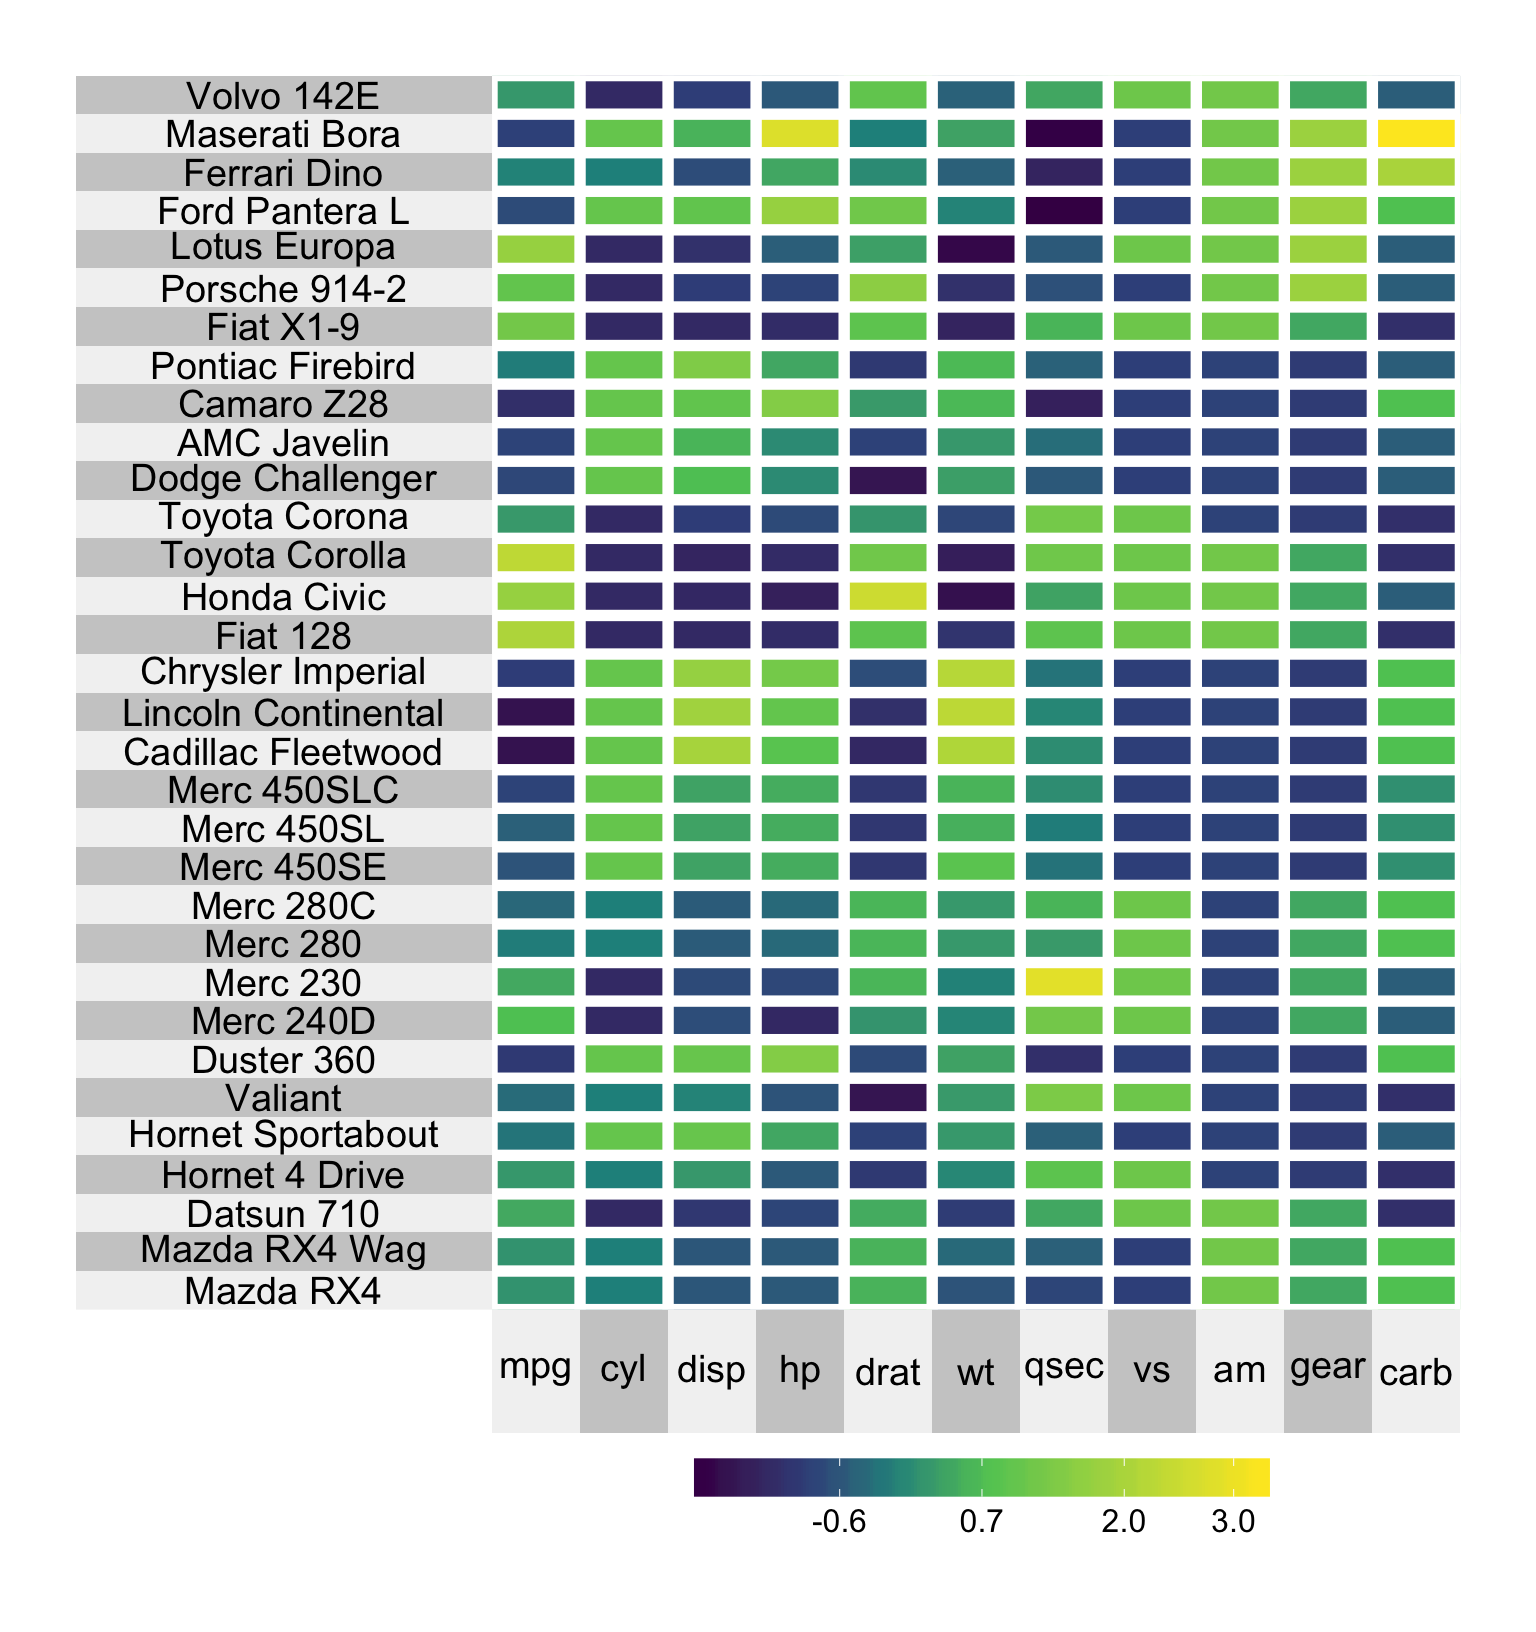 Volvo 142E
Maserati Bora
Ferrari Dino
Ford Pantera L
Lotus Europa
Porsche 914-2
Fiat X1-9
Pontiac Firebird
Camaro Z28
AMC Javelin
Dodge Challenger
Toyota Corona
Toyota Corolla
Honda Civic
Fiat 128
Chrysler Imperial
Lincoln Continental
Cadillac Fleetwood
Merc 450SLC
Merc 450SL
Merc 450SE
Merc 280C
Merc 280
Merc 230
Merc 240D
Duster 360
Valiant
Hornet Sportabout
Hornet 4 Drive
Datsun 710
Mazda RX4 Wag
Mazda RX4
mpg cyl disp hp drat wt qsec vs am gear carb
-0.6 0.7 2.0 3.0